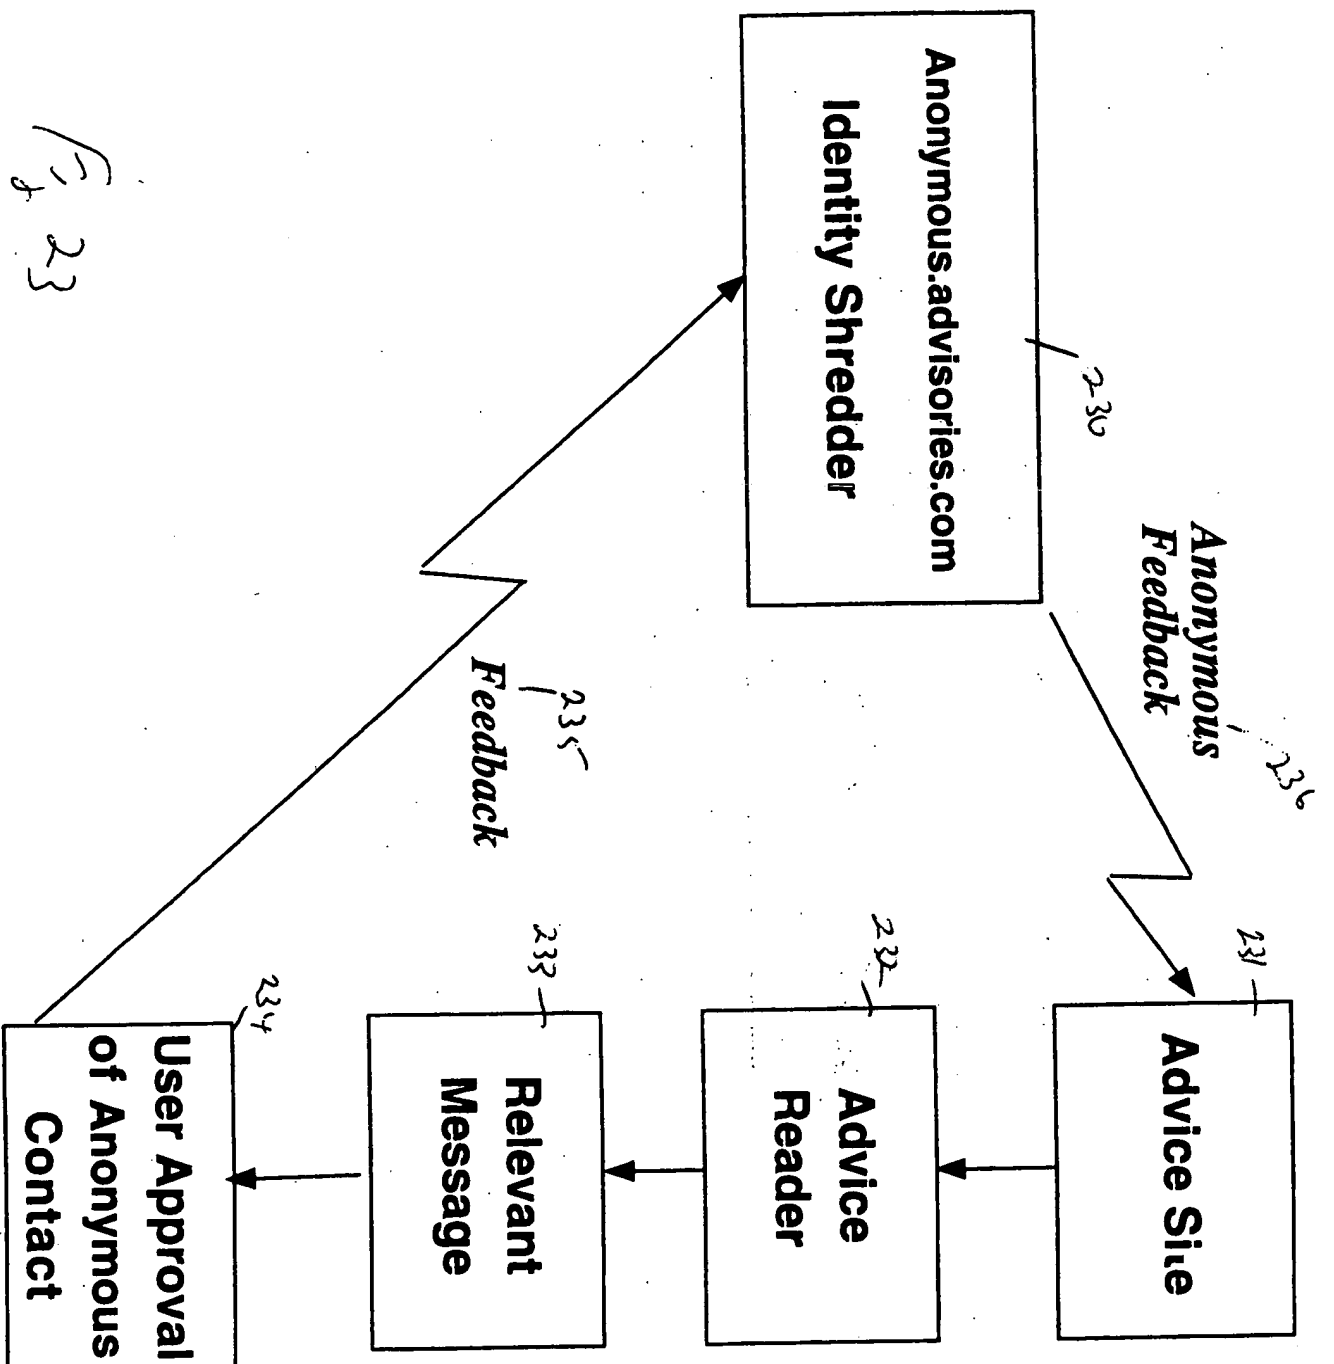 Anonymous.advisories.com
Identity Shredder
230
Anonymous
Feedback
236
231
Advice Site
232
Advice
Reader
233
Relevant
Message
234
User Approval
of Anonymous
Contact
235
Feedback
Fig 23